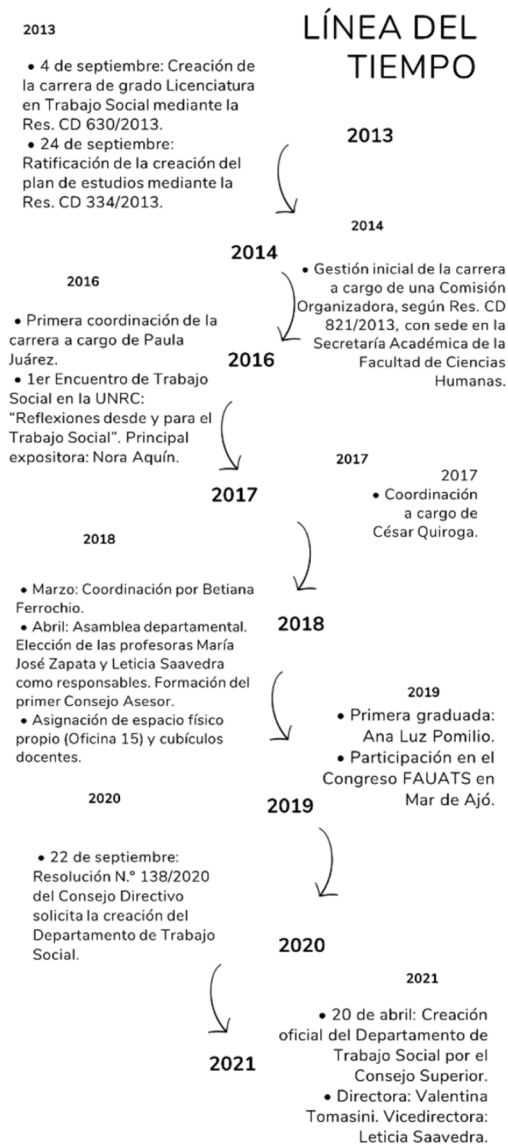 LÍNEA DEL
TIEMPO
2013
• 4 de septiembre: Creación de
la carrera de grado Licenciatura
en Trabajo Social mediante la
Res. CD 630/2013.
• 24 de septiembre:
Ratificación de la creación del
plan de estudios mediante la
Res. CD 334/2013.
2013
2014
2014
• Gestión inicial de la carrera
a cargo de una Comisión
Organizadora, según Res. CD
821/2013, con sede en la
Secretaría Académica de la
Facultad de Ciencias
Humanas.
2016
• Primera coordinación de la
carrera a cargo de Paula
Juárez.
• 1er Encuentro de Trabajo
Social en la UNRC:
“Reflexiones desde y para el
Trabajo Social”. Principal
expositora: Nora Aquín.
2016
2017
2017
• Coordinación
a cargo de
César Quiroga.
2017
2018
• Marzo: Coordinación por Betiana
Ferrochio.
• Abril: Asamblea departamental.
Elección de las profesoras María
José Zapata y Leticia Saavedra
como responsables. Formación del
primer Consejo Asesor.
• Asignación de espacio físico
propio (Oficina 15) y cubículos
docentes.
2018
2019
• Primera graduada:
Ana Luz Pomilio.
• Participación en el
Congreso FAUATS en
Mar de Ajó.
2019
2020
• 22 de septiembre:
Resolución N.º 138/2020
del Consejo Directivo
solicita la creación del
Departamento de Trabajo
Social.
2020
2021
• 20 de abril: Creación
oficial del Departamento de
Trabajo Social por el
Consejo Superior.
• Directora: Valentina
Tomasini. Vicedirectora:
Leticia Saavedra.
2021